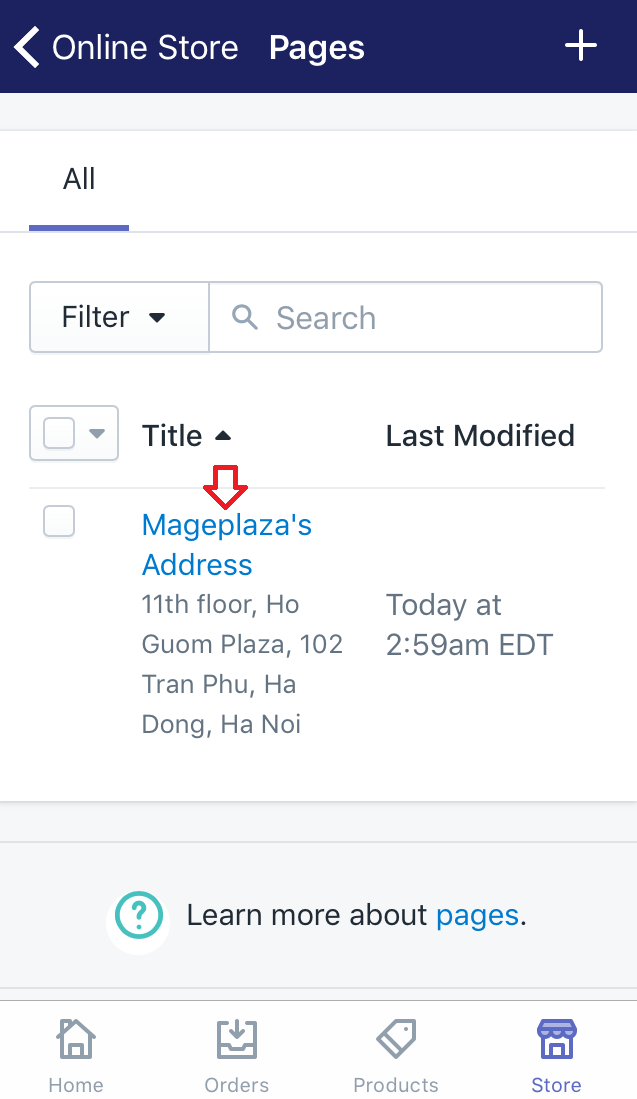 Online Store Pages
All
Filter Search
Title Last Modified
Mageplaza's
Address
11th floor, Ho
Guom Plaza, 102
Tran Phu, Ha
Dong, Ha Noi
Today at
2:59am EDT
Learn more about pages.
Home Orders Products Store